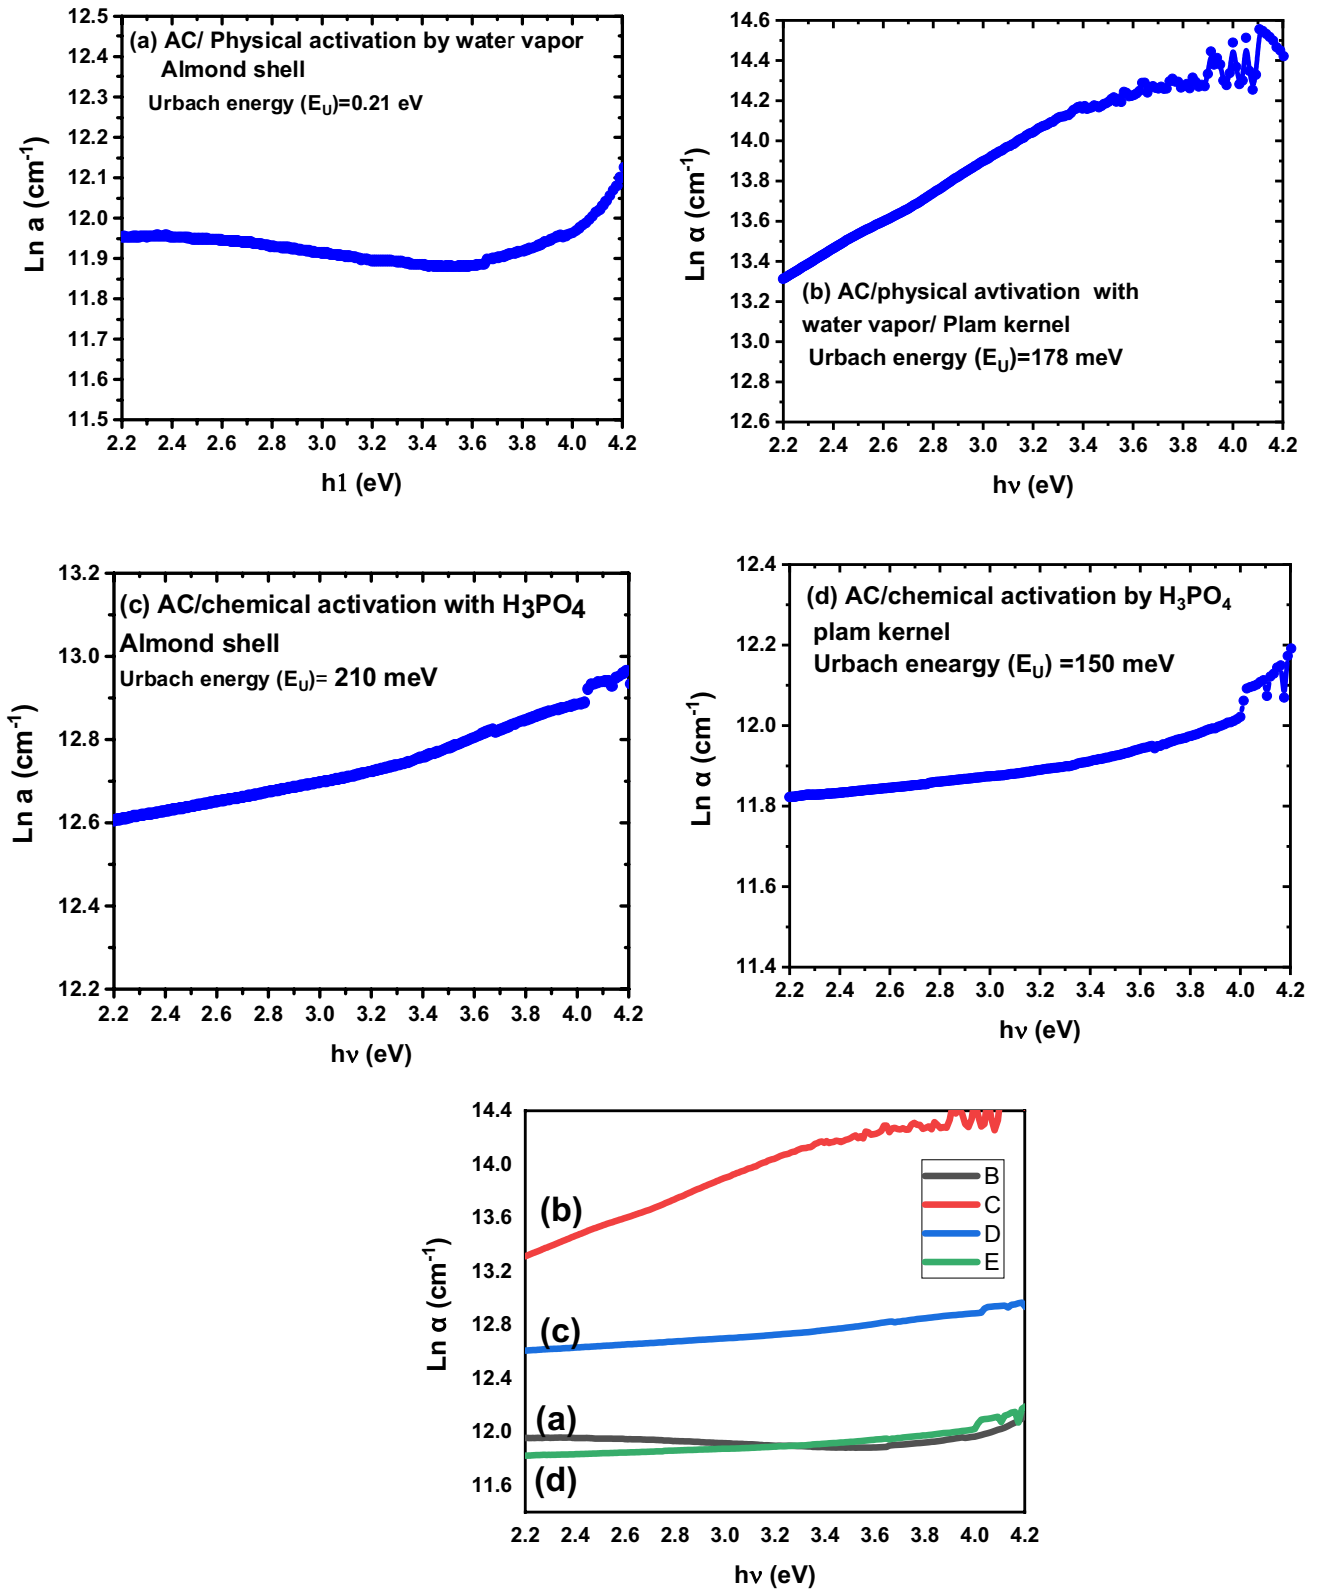 12.5
12.4
12.3
12.2
12.1
12.0
11.9
11.8
11.7
11.6
11.5
Ln a (cm-1)
(a) AC/ Physical activation by water vapor
Almond shell
Urbach energy (EU)=0.21 eV
2.2 2.4 2.6 2.8 3.0 3.2 3.4 3.6 3.8 4.0 4.2
h1 (eV)
14.6
14.4
14.2
14.0
13.8
13.6
13.4
13.2
13.0
12.8
12.6
Ln α (cm-1)
(b) AC/physical avtivation with
water vapor/ Plam kernel
Urbach energy (EU)=178 meV
2.2 2.4 2.6 2.8 3.0 3.2 3.4 3.6 3.8 4.0 4.2
hν (eV)
13.2
13.0
12.8
12.6
12.4
12.2
Ln a (cm-1)
(c) AC/chemical activation with H3PO4
Almond shell
Urbach energy (EU)= 210 meV
2.2 2.4 2.6 2.8 3.0 3.2 3.4 3.6 3.8 4.0 4.2
hν (eV)
12.4
12.2
12.0
11.8
11.6
11.4
Ln α (cm-1)
(d) AC/chemical activation by H3PO4
plam kernel
Urbach eneargy (EU) =150 meV
2.2 2.4 2.6 2.8 3.0 3.2 3.4 3.6 3.8 4.0 4.2
hν (eV)
14.4
14.0
13.6
13.2
12.8
12.4
12.0
11.6
Ln α (cm-1)
(b)
(c)
(a)
(d)
B
C
D
E
2.2 2.4 2.6 2.8 3.0 3.2 3.4 3.6 3.8 4.0 4.2
hν (eV)